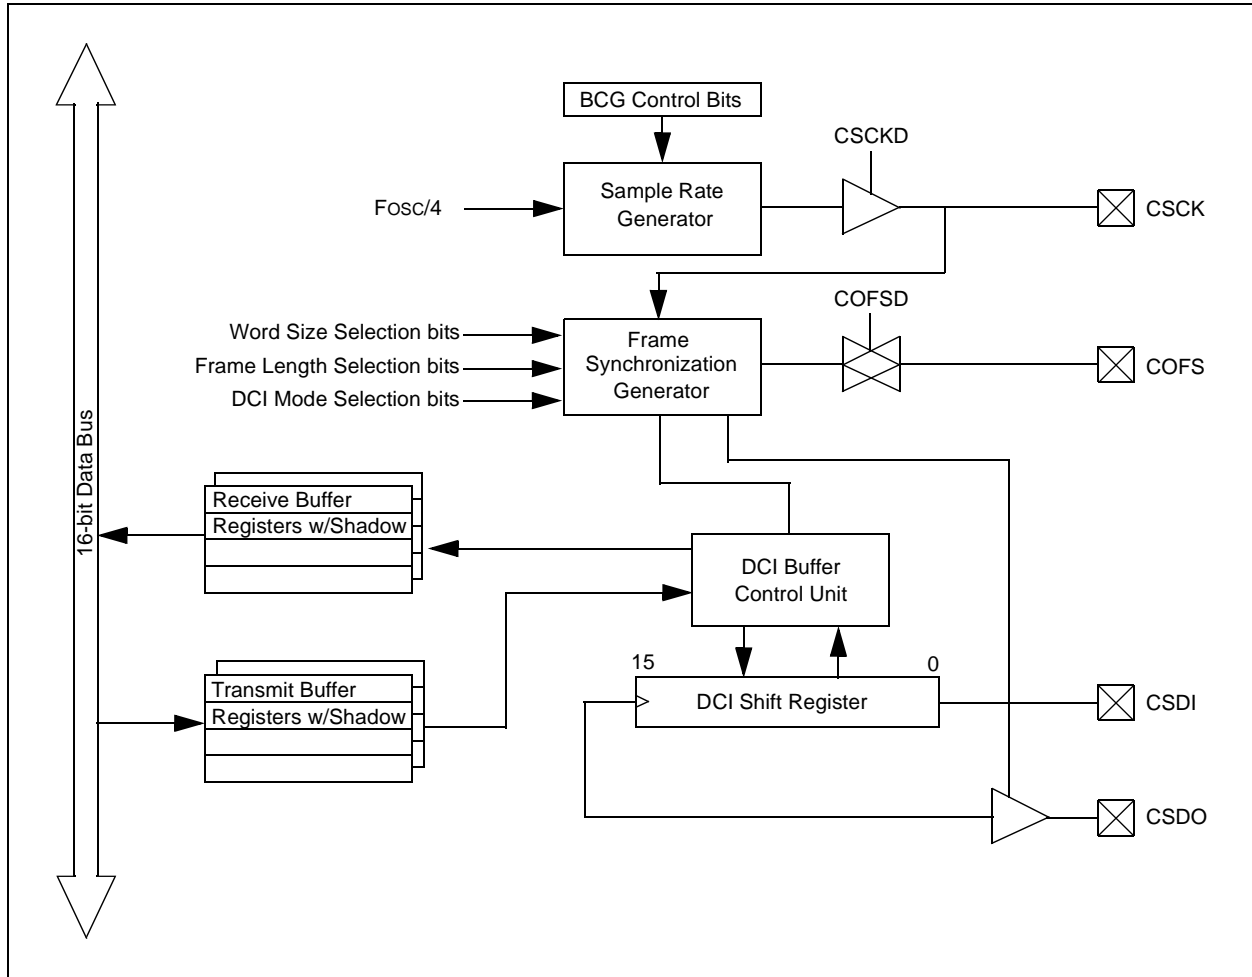 BCG Control Bits
CSCKD
Sample Rate
Generator
FOSC/4
CSCK
COFSD
Word Size Selection bits
Frame Length Selection bits
DCI Mode Selection bits
Frame
Synchronization
Generator
COFS
16-bit Data Bus
Receive Buffer
Registers w/Shadow
DCI Buffer
Control Unit
15
0
Transmit Buffer
Registers w/Shadow
DCI Shift Register
CSDI
CSDO